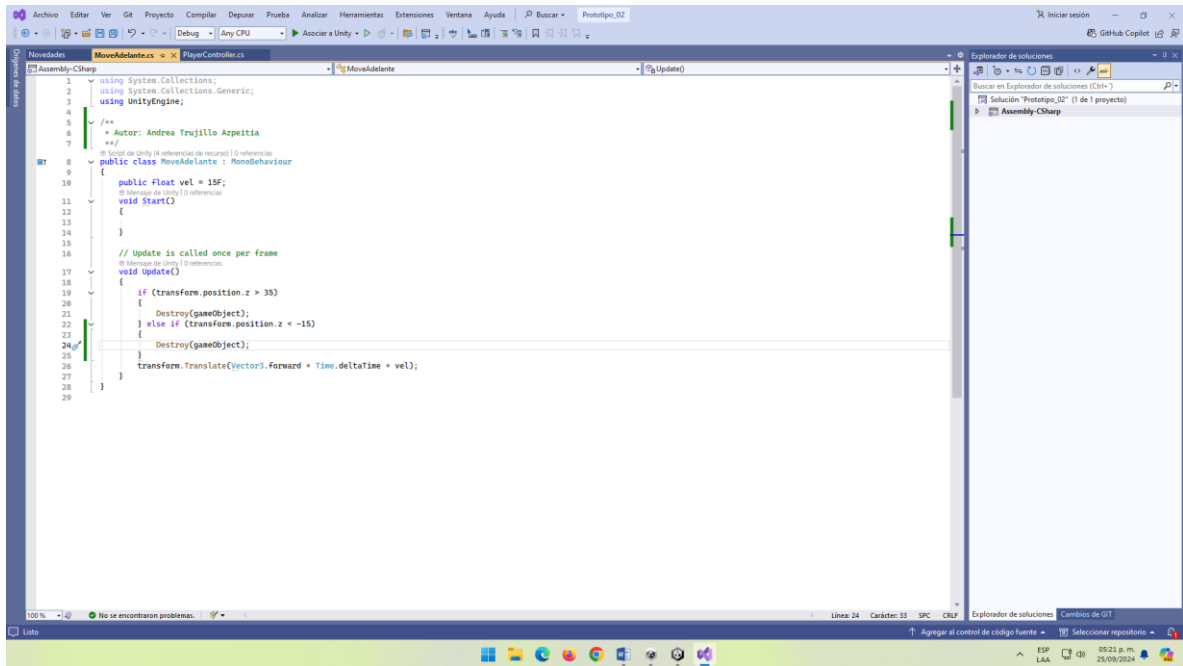 Archivo Editar Ver Git Proyecto Compilar Depurar Prueba Analizar Herramientas Extensiones Ventana Ayuda Buscar Prototipo_02 Iniciar sesión
Debug Any CPU Asociar a Unity GitHub Copilot
Orígenes de datos
Novedades MoveAdelante.cs PlayerController.cs
Assembly-CSharp MoveAdelante Update()
1 using System.Collections;
2 using System.Collections.Generic;
3 using UnityEngine;
4
5 /**
6 * Autor: Andrea Trujillo Azpeitia
7 **/
Script de Unity (4 referencias de recurso) | 0 referencias
8 public class MoveAdelante : MonoBehaviour
9 {
10 public float vel = 15F;
Mensaje de Unity | 0 referencias
11 void Start()
12 {
13
14 }
15
16 // Update is called once per frame
Mensaje de Unity | 0 referencias
17 void Update()
18 {
19 if (transform.position.z > 35)
20 {
21 Destroy(gameObject);
22 } else if (transform.position.z < -15)
23 {
24 Destroy(gameObject);
25 }
26 transform.Translate(Vector3.forward * Time.deltaTime * vel);
27 }
28 }
29
Explorador de soluciones
Buscar en Explorador de soluciones (Ctrl+´)
Solución "Prototipo_02" (1 de 1 proyecto)
Assembly-CSharp
100 % No se encontraron problemas. Línea: 24 Carácter: 33 SPC CRLF
Explorador de soluciones Cambios de GIT
Listo Agregar al control de código fuente Seleccionar repositorio
ESP
LAA
05:21 p. m.
25/09/2024